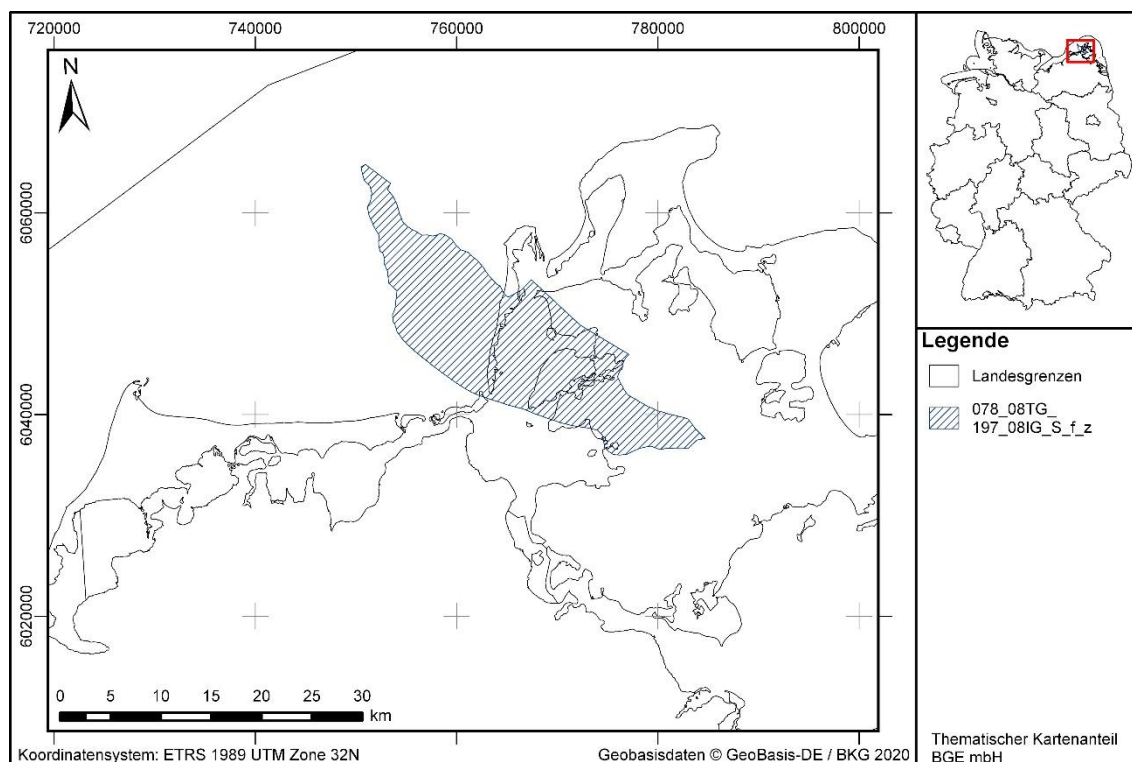 720000 740000 760000 780000 800000
N
6060000
6040000
6020000
0 5 10 15 20 25 30
km
Koordinatensystem: ETRS 1989 UTM Zone 32N
Geobasisdaten © GeoBasis-DE / BKG 2020
Legende
Landesgrenzen
078_08TG_
197_08IG_S_f_z
Thematischer Kartenanteil
BGE mbH